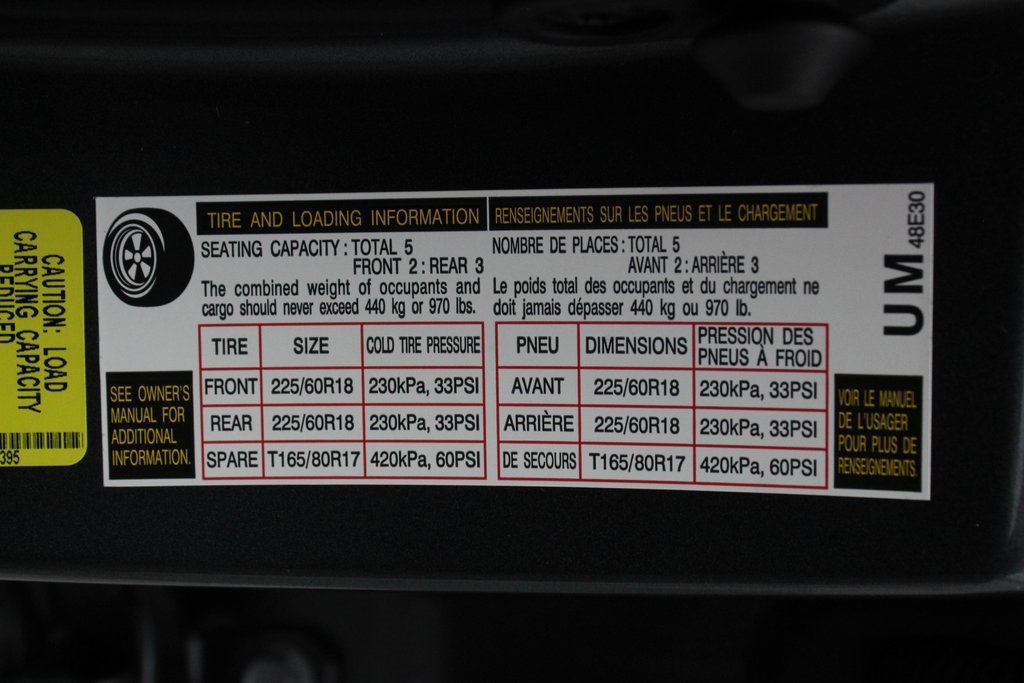 CAUTION: LOAD
CARRYING CAPACITY
REDUCED
395
TIRE AND LOADING INFORMATION
SEATING CAPACITY : TOTAL 5
FRONT 2 : REAR 3
The combined weight of occupants and
cargo should never exceed 440 kg or 970 lbs.
TIRE SIZE COLD TIRE PRESSURE
FRONT 225/60R18 230kPa, 33PSI
REAR 225/60R18 230kPa, 33PSI
SPARE T165/80R17 420kPa, 60PSI
SEE OWNER'S
MANUAL FOR
ADDITIONAL
INFORMATION.
RENSEIGNEMENTS SUR LES PNEUS ET LE CHARGEMENT
NOMBRE DE PLACES : TOTAL 5
AVANT 2 : ARRIÈRE 3
Le poids total des occupants et du chargement ne
doit jamais dépasser 440 kg ou 970 lb.
PNEU DIMENSIONS PRESSION DES
PNEUS À FROID
AVANT 225/60R18 230kPa, 33PSI
ARRIÈRE 225/60R18 230kPa, 33PSI
DE SECOURS T165/80R17 420kPa, 60PSI
VOIR LE MANUEL
DE L'USAGER
POUR PLUS DE
RENSEIGNEMENTS.
UM 48E30